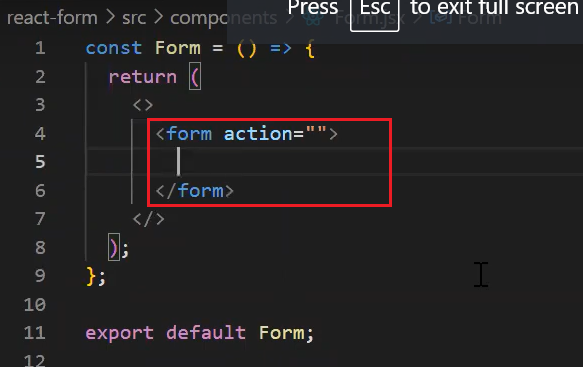 Press Esc to exit full screen
react-form > src > components > Form.jsx > Form
1 const Form = () => {
2 return (
3 <>
4 <form action="">
5
6 </form>
7 </>
8 );
9 };
10
11 export default Form;
12